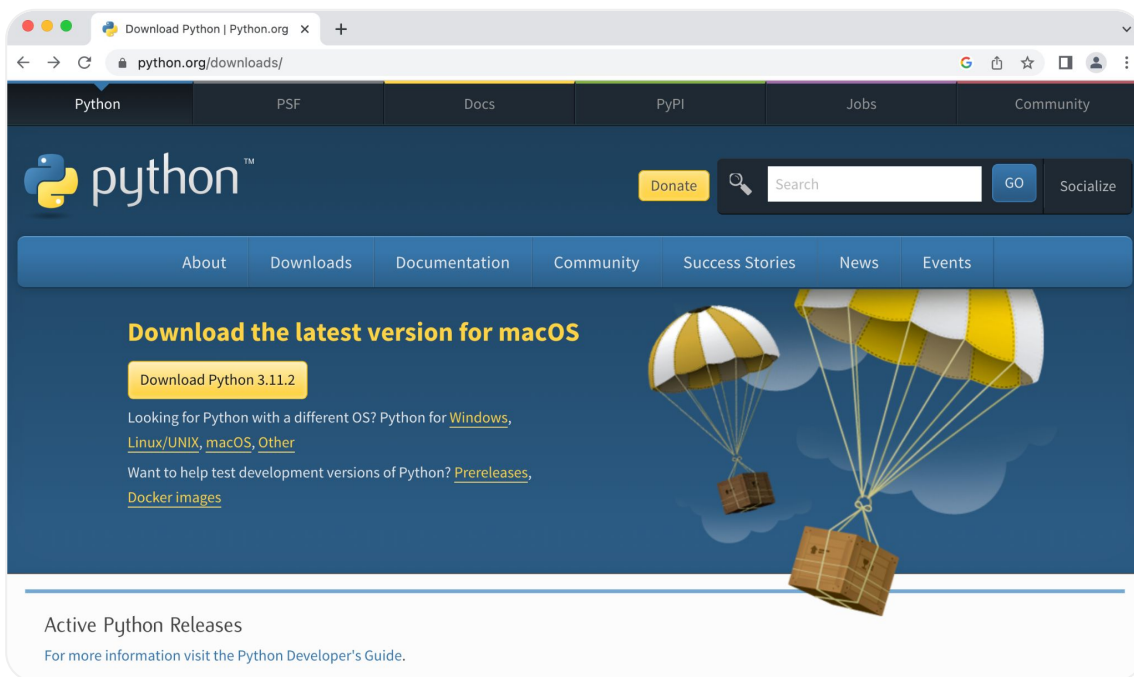 Download Python | Python.org
python.org/downloads/
Python PSF Docs PyPI Jobs Community
python™
Donate Search GO Socialize
About Downloads Documentation Community Success Stories News Events
Download the latest version for macOS
Download Python 3.11.2
Looking for Python with a different OS? Python for Windows,
Linux/UNIX, macOS, Other
Want to help test development versions of Python? Prereleases,
Docker images
Active Python Releases
For more information visit the Python Developer's Guide.